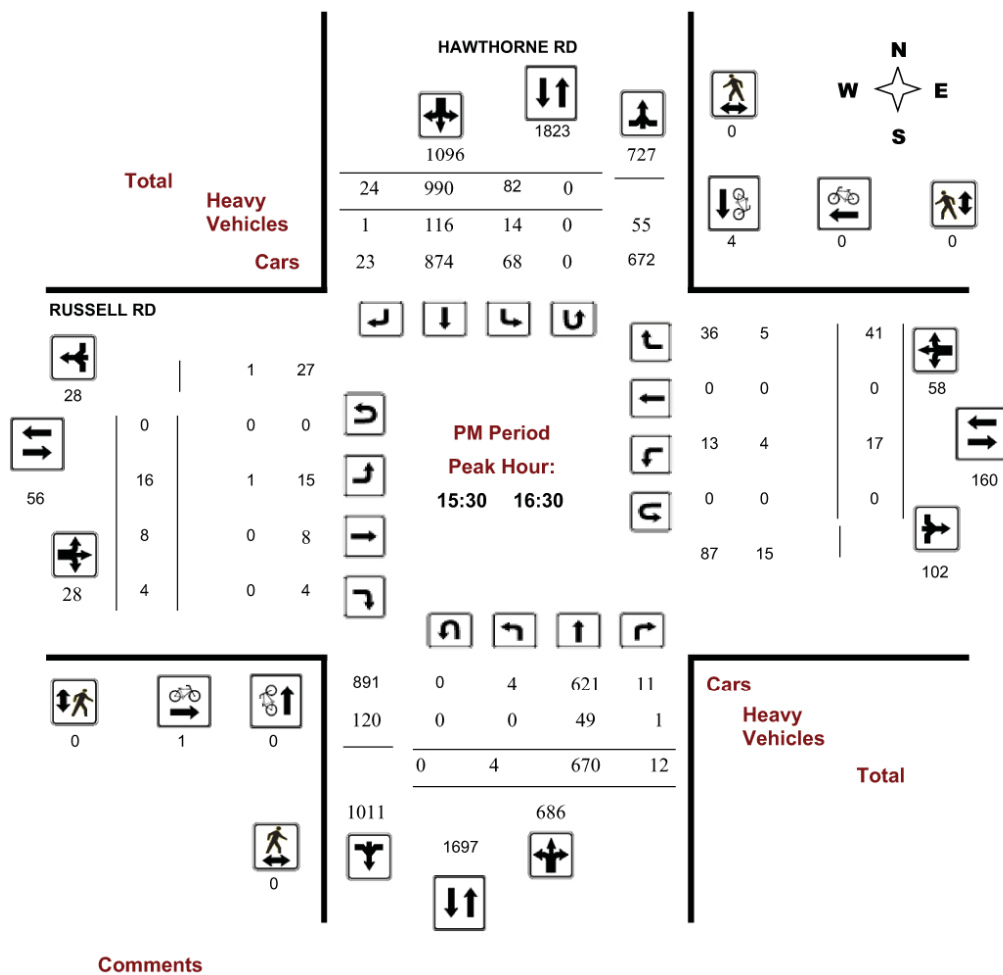 HAWTHORNE RD
N
W E
S
1823
0
1096 727
Total 24 990 82 0
Heavy
Vehicles 1 116 14 0 55
4 0 0
Cars 23 874 68 0 672
RUSSELL RD
36 5 41
1 27
28 0 0 0 58
0 0 0
PM Period
13 4 17
Peak Hour:
16 1 15
160
56 15:30 16:30 0 0 0
8 0 8
87 15
102
28 4 0 4
891 0 4 621 11 Cars
120 0 0 49 1 Heavy
Vehicles
0 1 0
0 4 670 12 Total
1011 686
1697
0
Comments